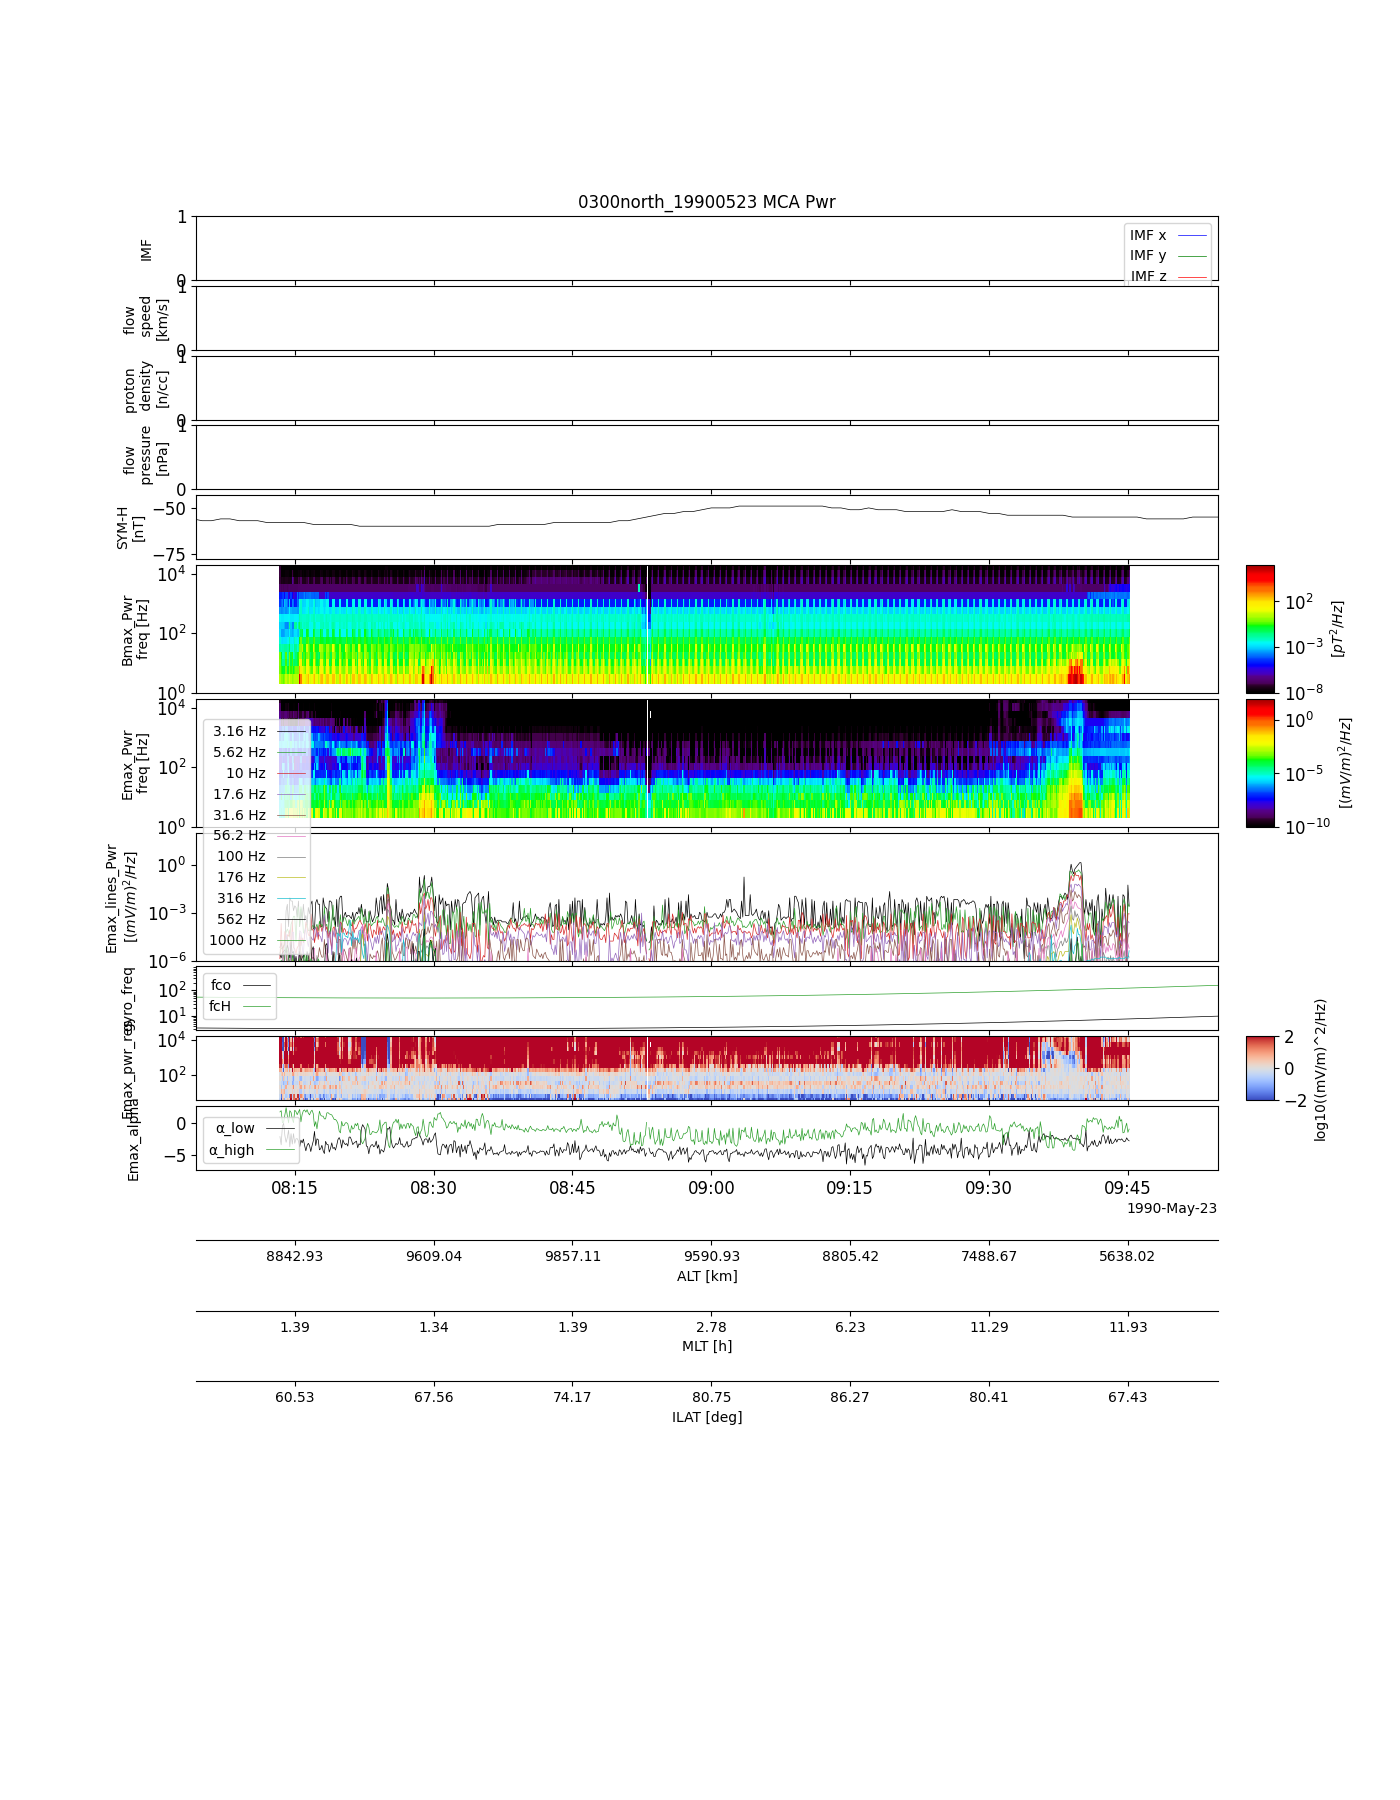 0300north_19900523 MCA Pwr
1
0
IMF
IMF x
IMF y
IMF z
1
0
flow
speed
[km/s]
1
0
proton
density
[n/cc]
1
0
flow
pressure
[nPa]
−50
−75
SYM-H
[nT]
10^4
10^2
10^0
Bmax_Pwr
freq [Hz]
10^2
10^−3
10^−8
[pT^2/Hz]
10^4
10^2
10^0
Emax_Pwr
freq [Hz]
10^0
10^−5
10^−10
[(mV/m)^2/Hz]
3.16 Hz
5.62 Hz
10 Hz
17.6 Hz
31.6 Hz
56.2 Hz
100 Hz
176 Hz
316 Hz
562 Hz
1000 Hz
10^0
10^−3
10^−6
Emax_lines_Pwr
[(mV/m)^2/Hz]
10^2
10^1
gyro_freq
fco
fcH
10^4
10^2
Emax_pwr_reg
2
0
−2
log10((mV/m)^2/Hz)
0
−5
Emax_alpha
α_low
α_high
08:15 08:30 08:45 09:00 09:15 09:30 09:45
1990-May-23
8842.93 9609.04 9857.11 9590.93 8805.42 7488.67 5638.02
ALT [km]
1.39 1.34 1.39 2.78 6.23 11.29 11.93
MLT [h]
60.53 67.56 74.17 80.75 86.27 80.41 67.43
ILAT [deg]